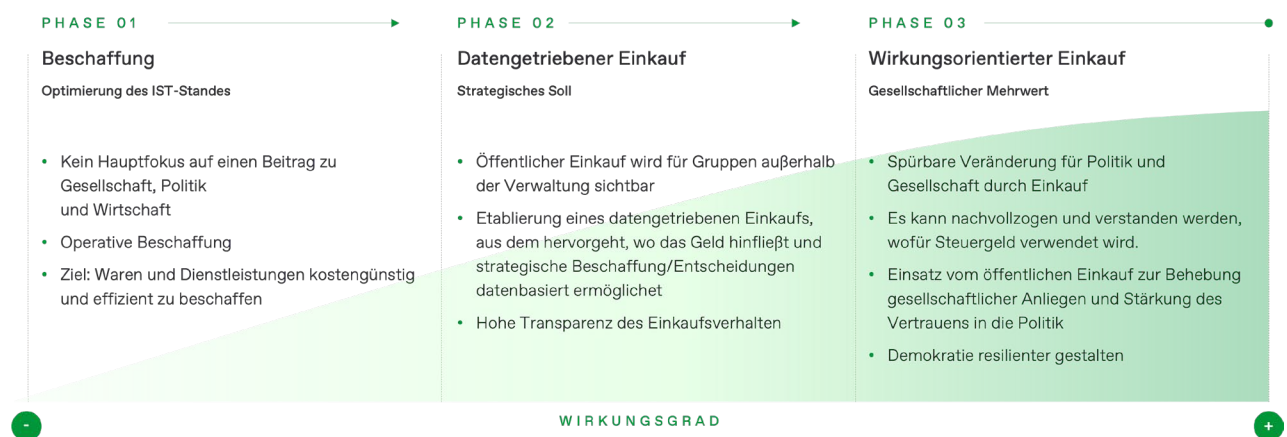 PHASE 01
Beschaffung
Optimierung des IST-Standes
• Kein Hauptfokus auf einen Beitrag zu
Gesellschaft, Politik
und Wirtschaft
• Operative Beschaffung
• Ziel: Waren und Dienstleistungen kostengünstig
und effizient zu beschaffen
PHASE 02
Datengetriebener Einkauf
Strategisches Soll
• Öffentlicher Einkauf wird für Gruppen außerhalb
der Verwaltung sichtbar
• Etablierung eines datengetriebenen Einkaufs,
aus dem hervorgeht, wo das Geld hinfließt und
strategische Beschaffung/Entscheidungen
datenbasiert ermöglichet
• Hohe Transparenz des Einkaufsverhalten
PHASE 03
Wirkungsorientierter Einkauf
Gesellschaftlicher Mehrwert
• Spürbare Veränderung für Politik und
Gesellschaft durch Einkauf
• Es kann nachvollzogen und verstanden werden,
wofür Steuergeld verwendet wird.
• Einsatz vom öffentlichen Einkauf zur Behebung
gesellschaftlicher Anliegen und Stärkung des
Vertrauens in die Politik
• Demokratie resilienter gestalten
-
WIRKUNGSGRAD
+